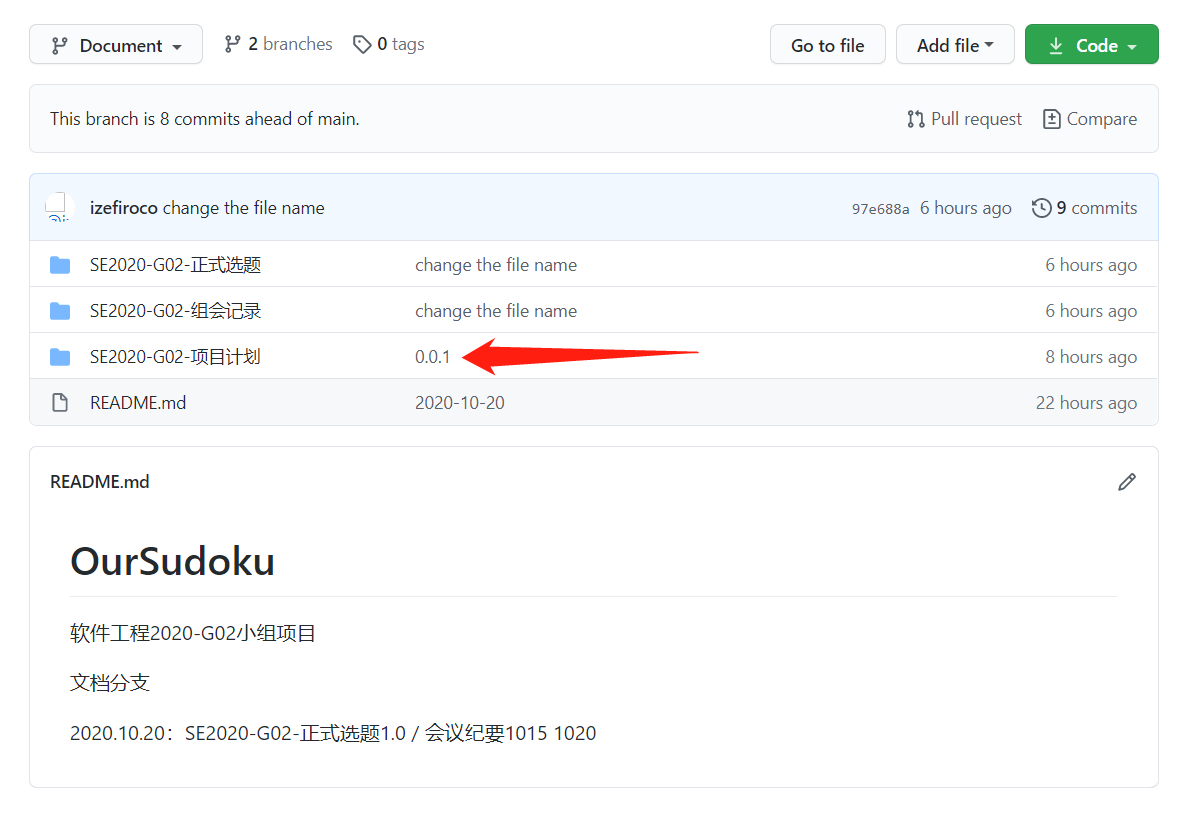 Document 2 branches 0 tags Go to file Add file Code
This branch is 8 commits ahead of main. Pull request Compare
izefiroco change the file name 97e688a 6 hours ago 9 commits
SE2020-G02-正式选题 change the file name 6 hours ago
SE2020-G02-组会记录 change the file name 6 hours ago
SE2020-G02-项目计划 0.0.1 8 hours ago
README.md 2020-10-20 22 hours ago
README.md
OurSudoku
软件工程2020-G02小组项目
文档分支
2020.10.20：SE2020-G02-正式选题1.0 / 会议纪要1015 1020